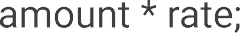 amount * rate;